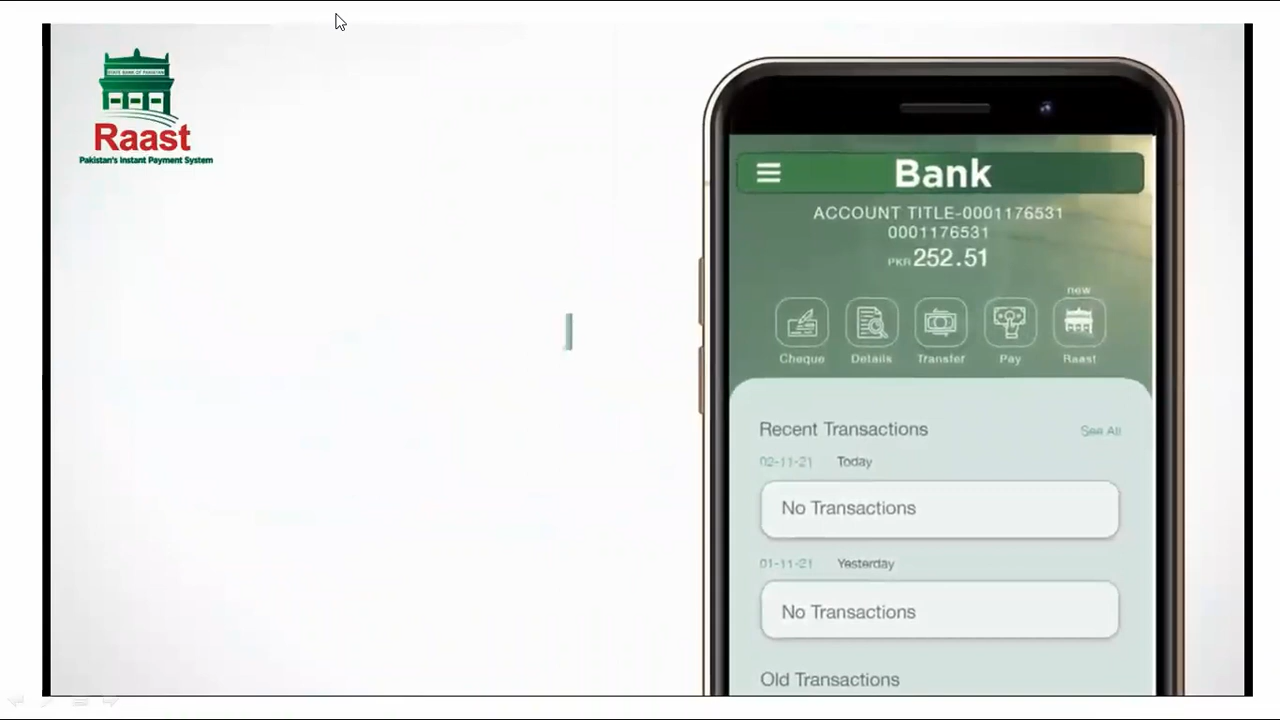 STATE BANK OF PAKISTAN
Raast
Pakistan's Instant Payment System
Bank
ACCOUNT TITLE-0001176531
0001176531
PKR 252.51
new
Cheque Details Transfer Pay Raast
Recent Transactions See All
02-11-21 Today
No Transactions
01-11-21 Yesterday
No Transactions
Old Transactions